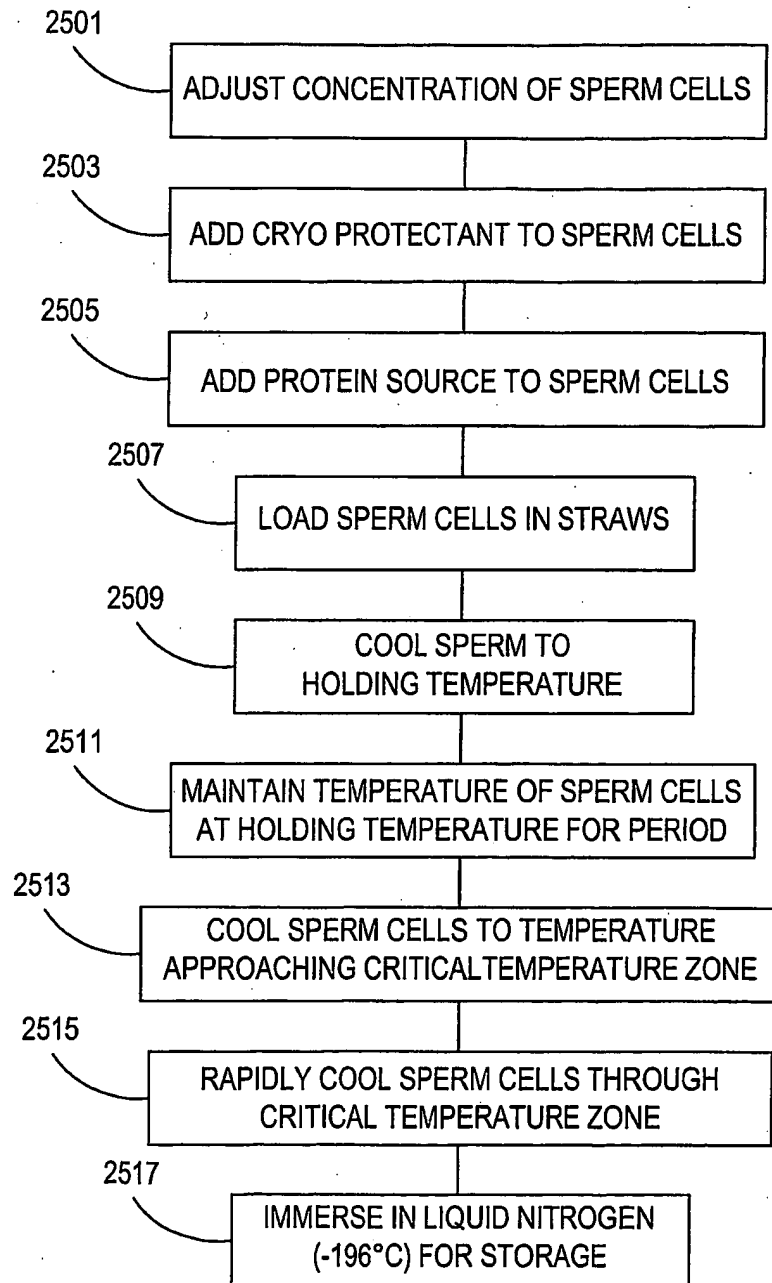 2501
ADJUST CONCENTRATION OF SPERM CELLS
2503
ADD CRYO PROTECTANT TO SPERM CELLS
2505
ADD PROTEIN SOURCE TO SPERM CELLS
2507
LOAD SPERM CELLS IN STRAWS
2509
COOL SPERM TO
HOLDING TEMPERATURE
2511
MAINTAIN TEMPERATURE OF SPERM CELLS
AT HOLDING TEMPERATURE FOR PERIOD
2513
COOL SPERM CELLS TO TEMPERATURE
APPROACHING CRITICALTEMPERATURE ZONE
2515
RAPIDLY COOL SPERM CELLS THROUGH
CRITICAL TEMPERATURE ZONE
2517
IMMERSE IN LIQUID NITROGEN
(-196°C) FOR STORAGE